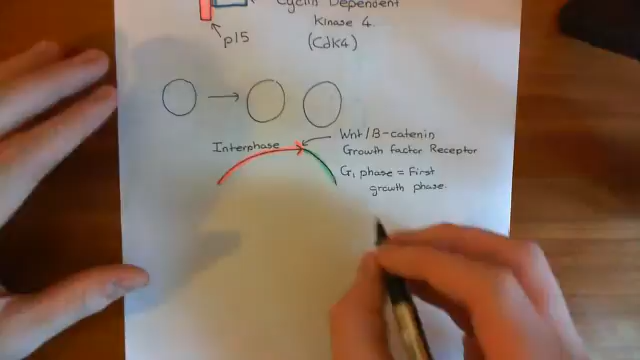 Cyclin Dependent
Kinase 4.
(Cdk4)
p15
Wnt/B-catenin
Interphase
Growth factor Receptor
G1 phase = First
growth phase.